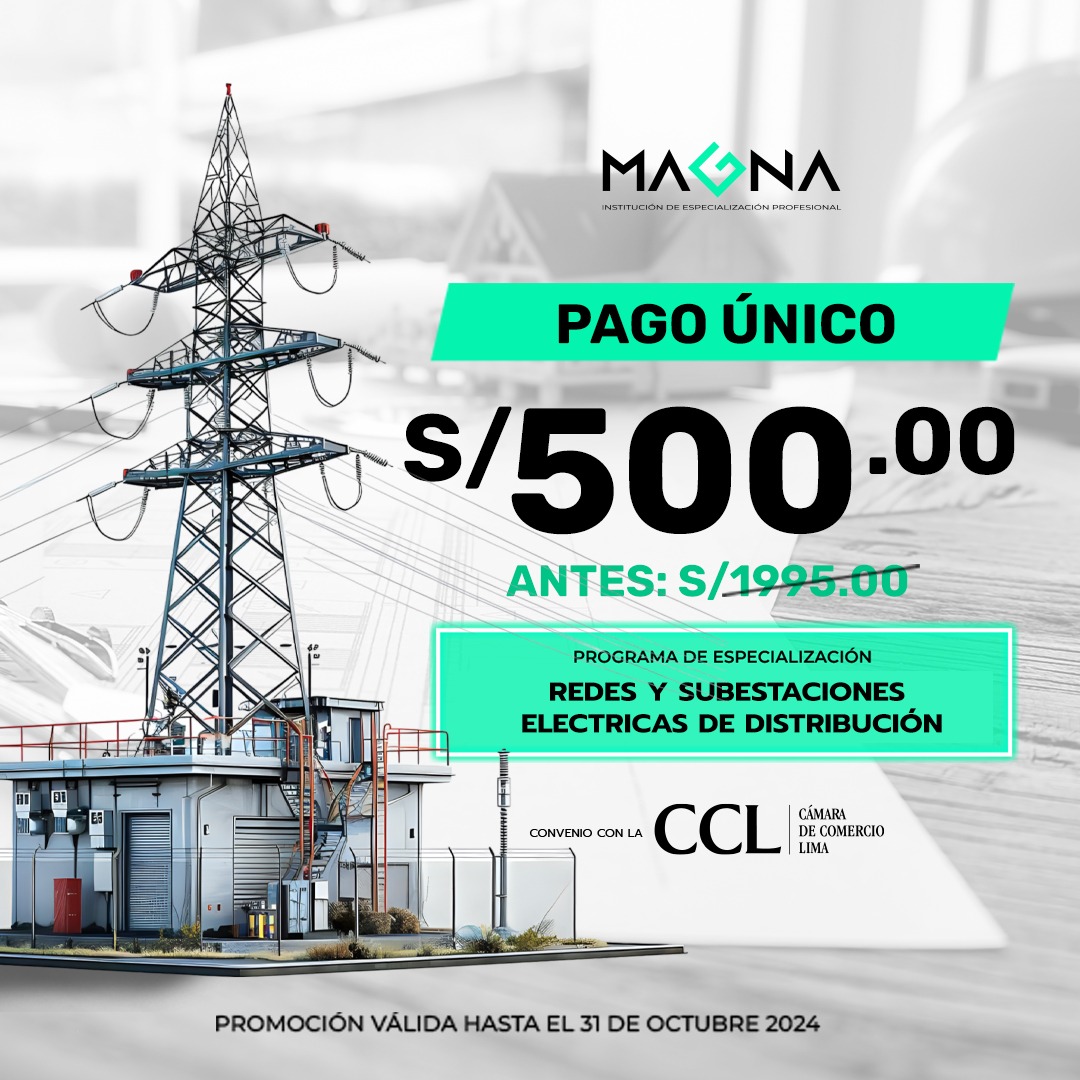 MAGNA
INSTITUCIÓN DE ESPECIALIZACIÓN PROFESIONAL
PAGO ÚNICO
S/500.00
ANTES: S/1995.00
PROGRAMA DE ESPECIALIZACIÓN
REDES Y SUBESTACIONES
ELECTRICAS DE DISTRIBUCIÓN
CONVENIO CON LA CCL
CÁMARA
DE COMERCIO
LIMA
PROMOCIÓN VÁLIDA HASTA EL 31 DE OCTUBRE 2024